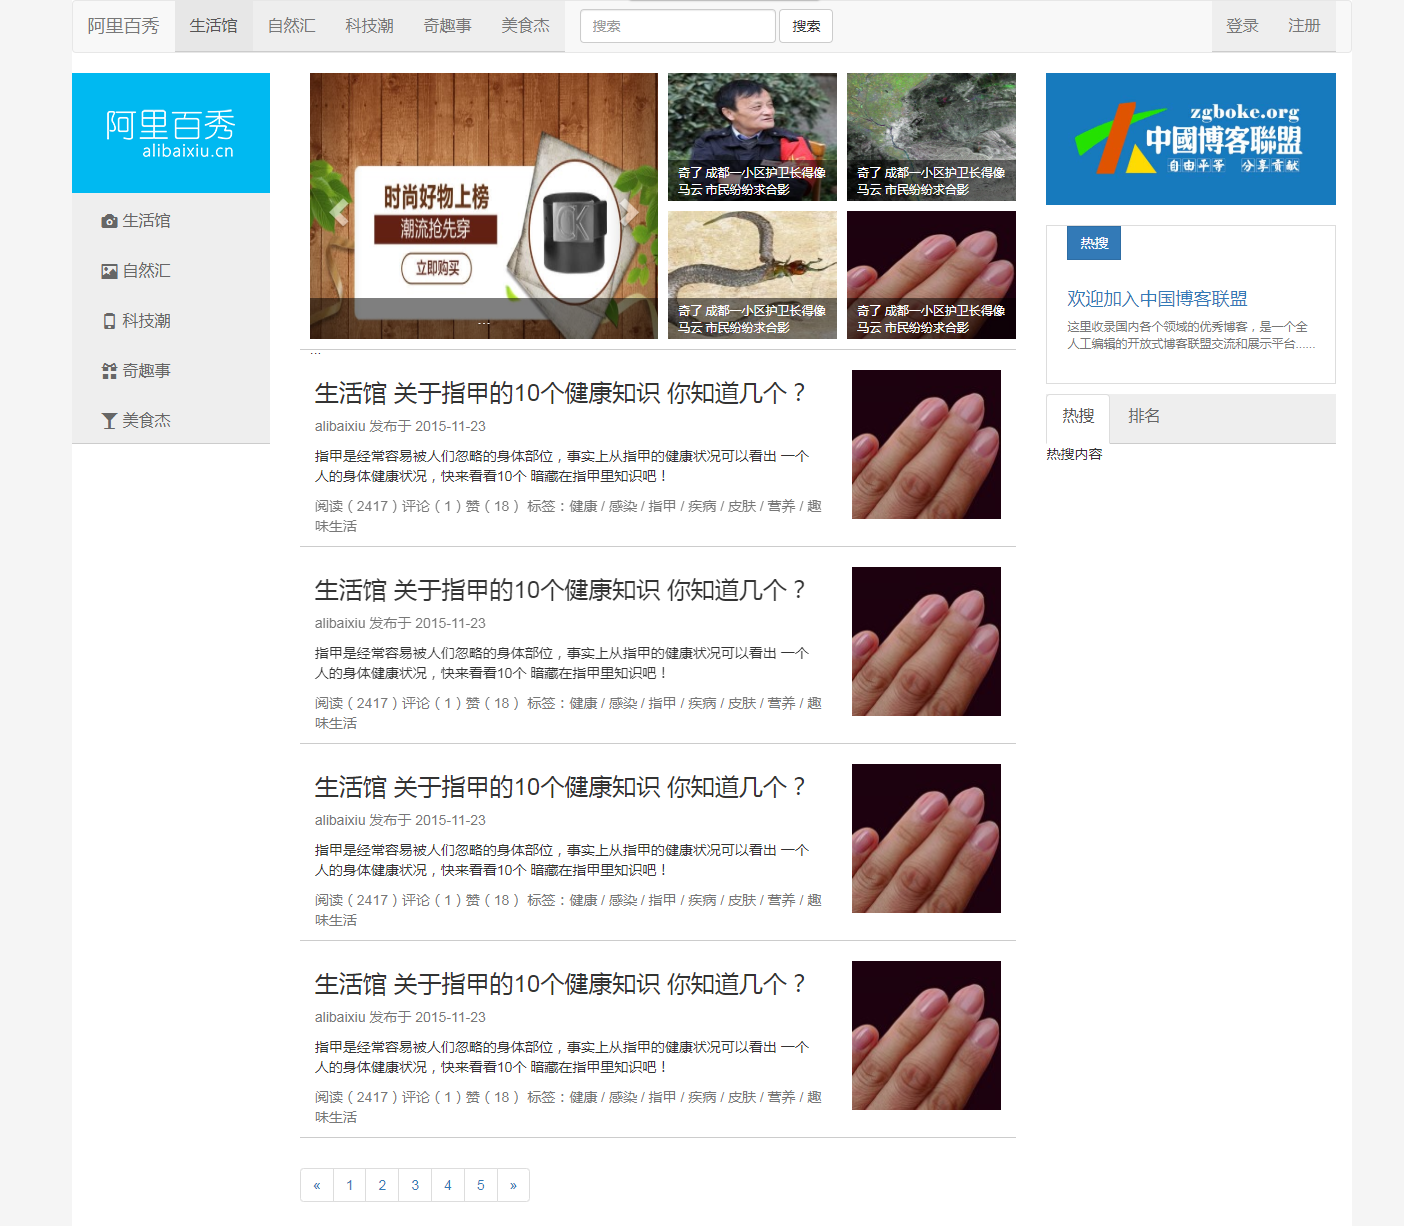 阿里百秀 生活馆 自然汇 科技潮 奇趣事 美食杰 搜索 搜索 登录 注册
阿里百秀
alibaixiu.cn
生活馆
自然汇
科技潮
奇趣事
美食杰
时尚好物上榜
潮流抢先穿
立即购买
CK
...
...
奇了 成都一小区护卫长得像
马云 市民纷纷求合影
奇了 成都一小区护卫长得像
马云 市民纷纷求合影
奇了 成都一小区护卫长得像
马云 市民纷纷求合影
奇了 成都一小区护卫长得像
马云 市民纷纷求合影
生活馆 关于指甲的10个健康知识 你知道几个？
alibaixiu 发布于 2015-11-23
指甲是经常容易被人们忽略的身体部位，事实上从指甲的健康状况可以看出 一个
人的身体健康状况，快来看看10个 暗藏在指甲里知识吧！
阅读（2417）评论（1）赞（18） 标签：健康 / 感染 / 指甲 / 疾病 / 皮肤 / 营养 / 趣
味生活
生活馆 关于指甲的10个健康知识 你知道几个？
alibaixiu 发布于 2015-11-23
指甲是经常容易被人们忽略的身体部位，事实上从指甲的健康状况可以看出 一个
人的身体健康状况，快来看看10个 暗藏在指甲里知识吧！
阅读（2417）评论（1）赞（18） 标签：健康 / 感染 / 指甲 / 疾病 / 皮肤 / 营养 / 趣
味生活
生活馆 关于指甲的10个健康知识 你知道几个？
alibaixiu 发布于 2015-11-23
指甲是经常容易被人们忽略的身体部位，事实上从指甲的健康状况可以看出 一个
人的身体健康状况，快来看看10个 暗藏在指甲里知识吧！
阅读（2417）评论（1）赞（18） 标签：健康 / 感染 / 指甲 / 疾病 / 皮肤 / 营养 / 趣
味生活
生活馆 关于指甲的10个健康知识 你知道几个？
alibaixiu 发布于 2015-11-23
指甲是经常容易被人们忽略的身体部位，事实上从指甲的健康状况可以看出 一个
人的身体健康状况，快来看看10个 暗藏在指甲里知识吧！
阅读（2417）评论（1）赞（18） 标签：健康 / 感染 / 指甲 / 疾病 / 皮肤 / 营养 / 趣
味生活
« 1 2 3 4 5 »
zgboke.org
中國博客聯盟
自由平等 分享貢献
热搜
欢迎加入中国博客联盟
这里收录国内各个领域的优秀博客，是一个全
人工编辑的开放式博客联盟交流和展示平台......
热搜 排名
热搜内容